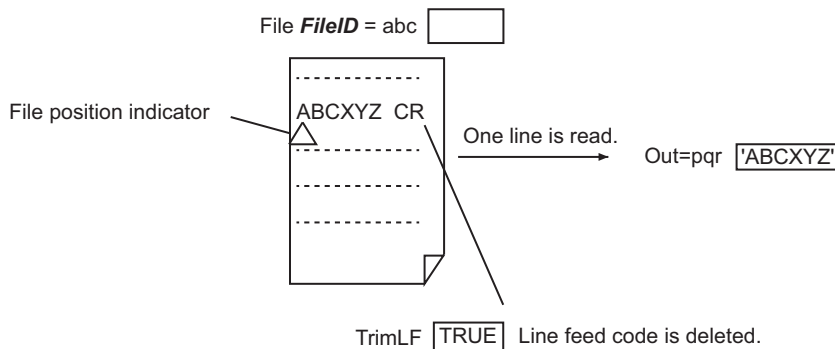 File FileID = abc
File position indicator
ABCXYZ CR
One line is read.
Out=pqr 'ABCXYZ'
TrimLF TRUE Line feed code is deleted.